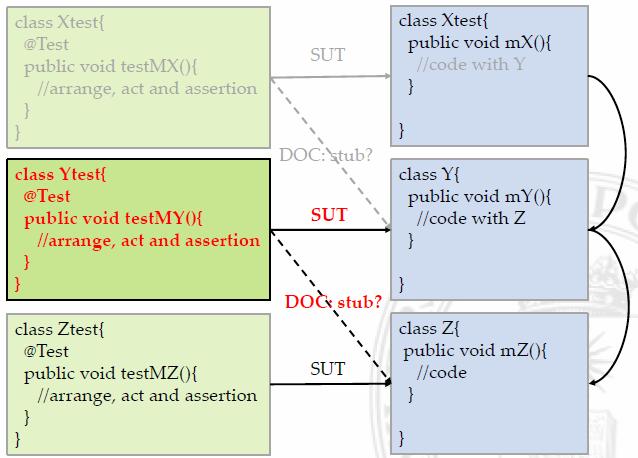 class Xtest{
@Test
public void testMX(){
//arrange, act and assertion
}
}
SUT
class Xtest{
public void mX(){
//code with Y
}
}
DOC: stub?
class Ytest{
@Test
public void testMY(){
//arrange, act and assertion
}
}
SUT
class Y{
public void mY(){
//code with Z
}
}
DOC: stub?
class Ztest{
@Test
public void testMZ(){
//arrange, act and assertion
}
}
SUT
class Z{
public void mZ(){
//code
}
}